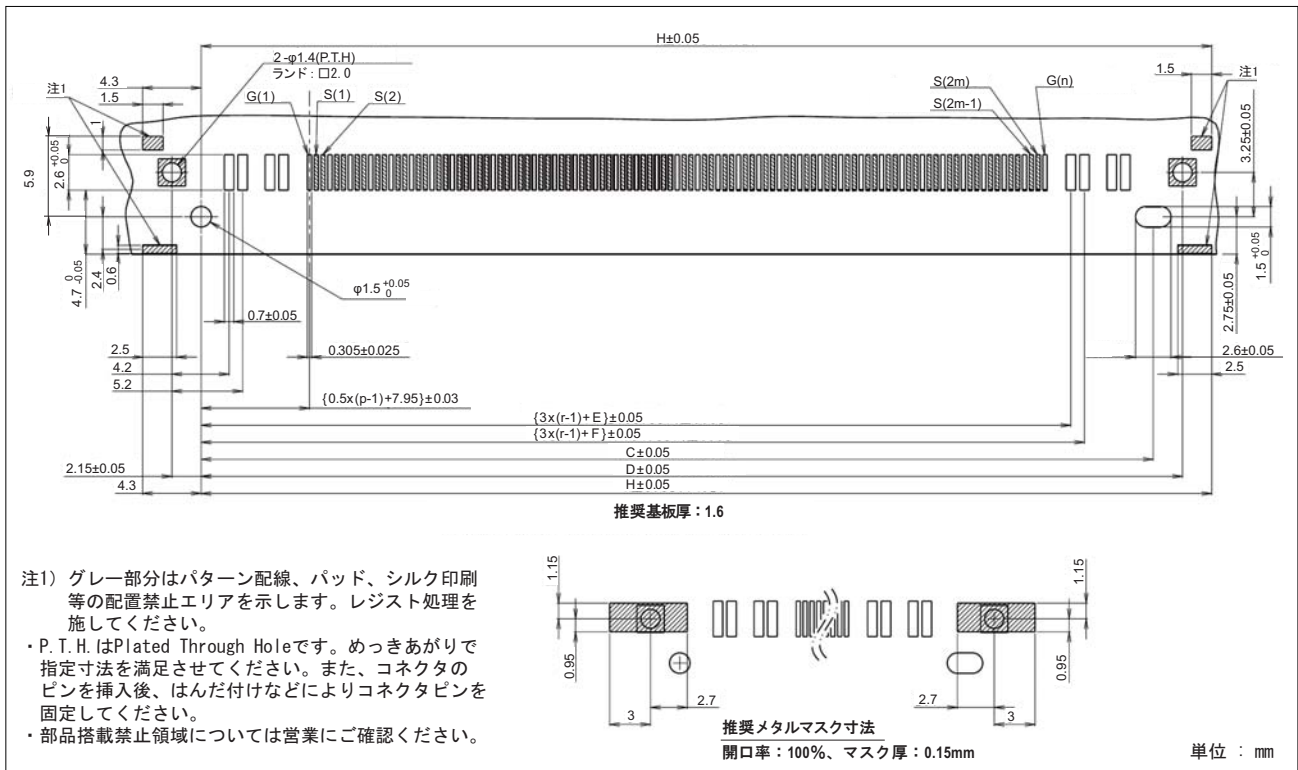 H±0.05
2-φ1.4(P.T.H)
ランド：□2.0
4.3
1.5
注1
G(1)
S(1)
S(2)
S(2m)
S(2m-1)
G(n)
1.5
注1
1
5.9
2.6 +0.05 0
4.7 0 -0.05
2.4
0.6
3.25±0.05
1.5 +0.05 0
2.75±0.05
φ1.5 +0.05 0
0.7±0.05
2.5
0.305±0.025
2.6±0.05
2.5
4.2
5.2
{0.5x(p-1)+7.95}±0.03
{3x(r-1)+E}±0.05
{3x(r-1)+F}±0.05
C±0.05
2.15±0.05
D±0.05
4.3
H±0.05
推奨基板厚：1.6
注1) グレー部分はパターン配線、パッド、シルク印刷
等の配置禁止エリアを示します。レジスト処理を
施してください。
・P.T.H.はPlated Through Holeです。めっきあがりで
指定寸法を満足させてください。また、コネクタの
ピンを挿入後、はんだ付けなどによりコネクタピンを
固定してください。
・部品搭載禁止領域については営業にご確認ください。
1.15
0.95
3
2.7
1.15
0.95
2.7
3
推奨メタルマスク寸法
開口率：100%、マスク厚：0.15mm
単位 : mm